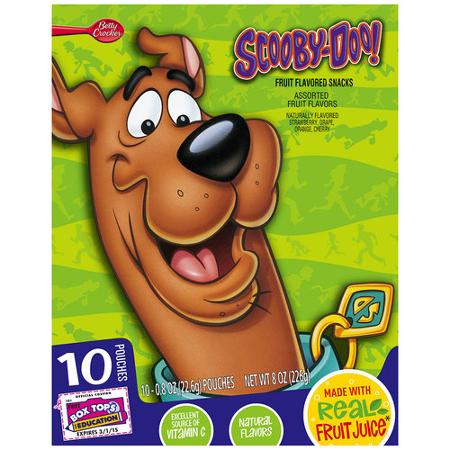 Betty
Crocker
SCOOBY-DOO!
FRUIT FLAVORED SNACKS
ASSORTED
FRUIT FLAVORS
NATURALLY FLAVORED
STRAWBERRY, GRAPE,
ORANGE, CHERRY
10
POUCHES
10 - 0.8 OZ (22.6g) POUCHES NET WT 8 OZ (226g)
OFFICIAL COUPON
BOX TOPS
EDUCATION
EXPIRES 3/1/15
EXCELLENT
SOURCE OF
VITAMIN C
NATURAL
FLAVORS
MADE WITH
Real
FRUIT JUICE*